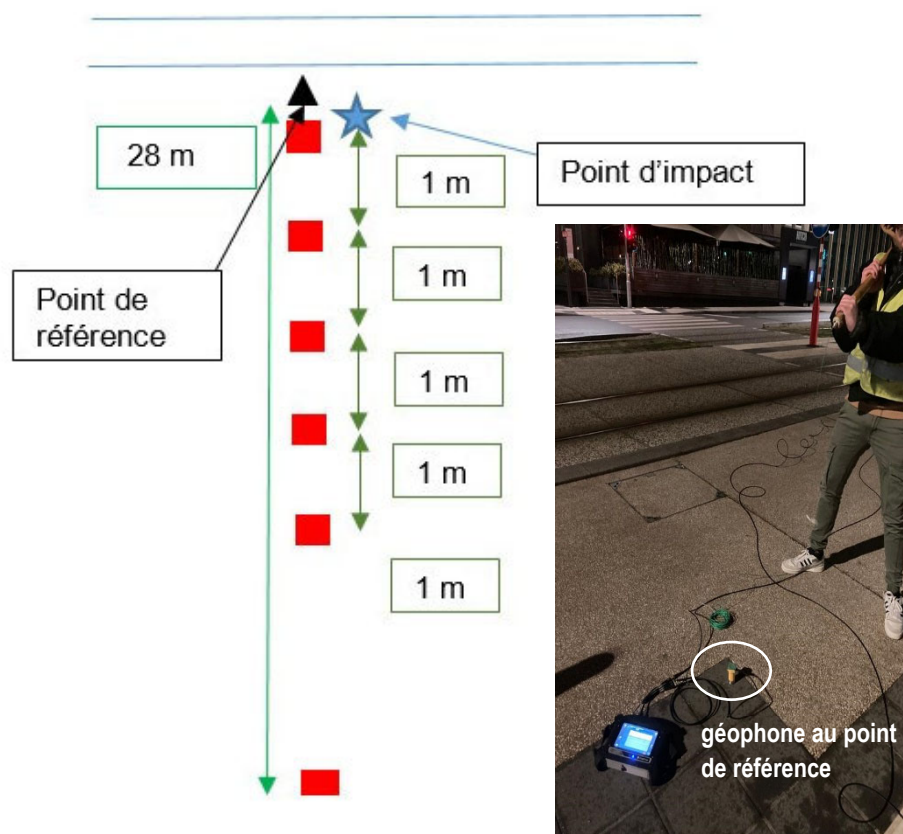 28 m
1 m
Point d'impact
1 m
Point de
référence
1 m
1 m
1 m
géophone au point
de référence